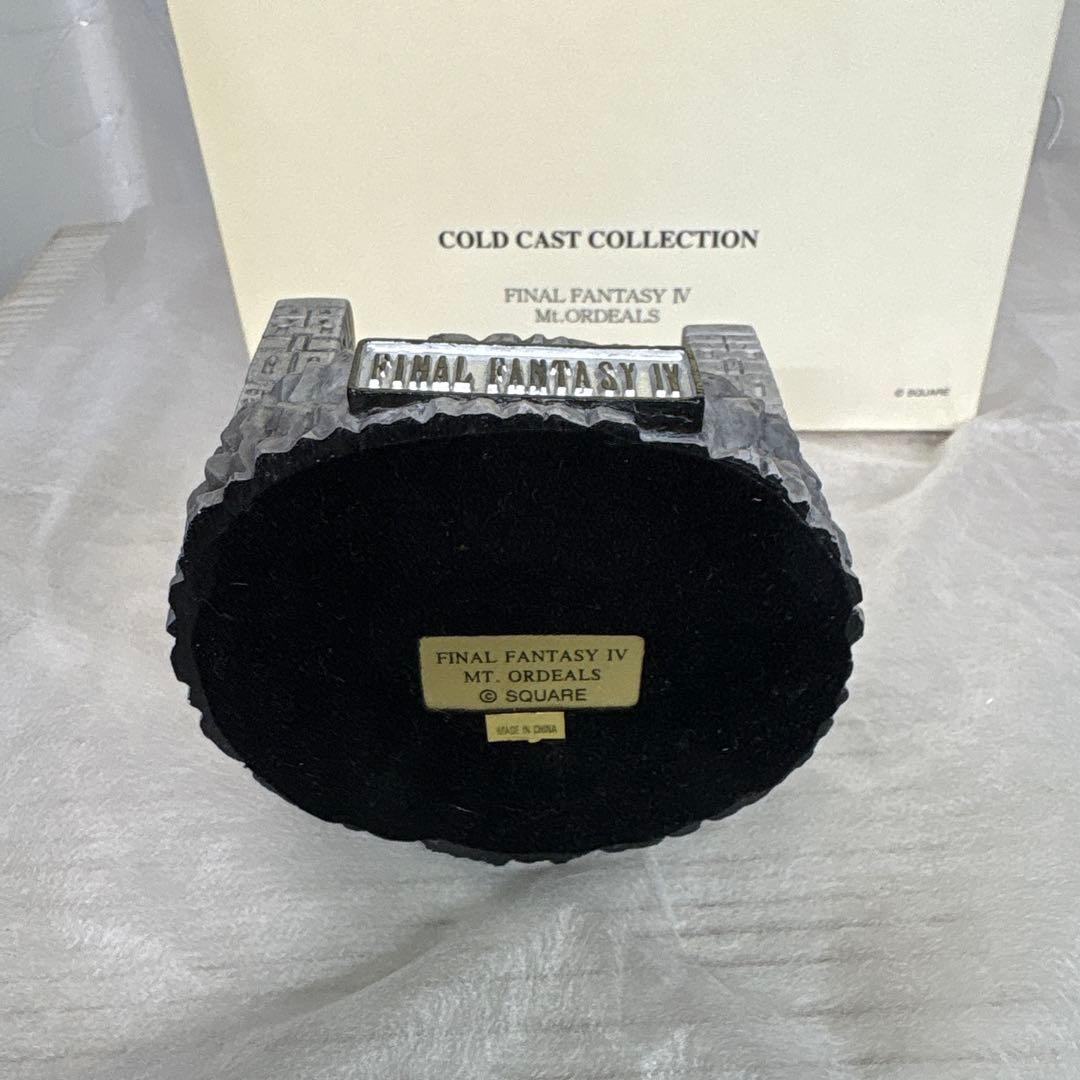 COLD CAST COLLECTION
FINAL FANTASY IV
Mt.ORDEALS
© SQUARE
FINAL FANTASY IV
FINAL FANTASY IV
MT. ORDEALS
© SQUARE
MADE IN CHINA